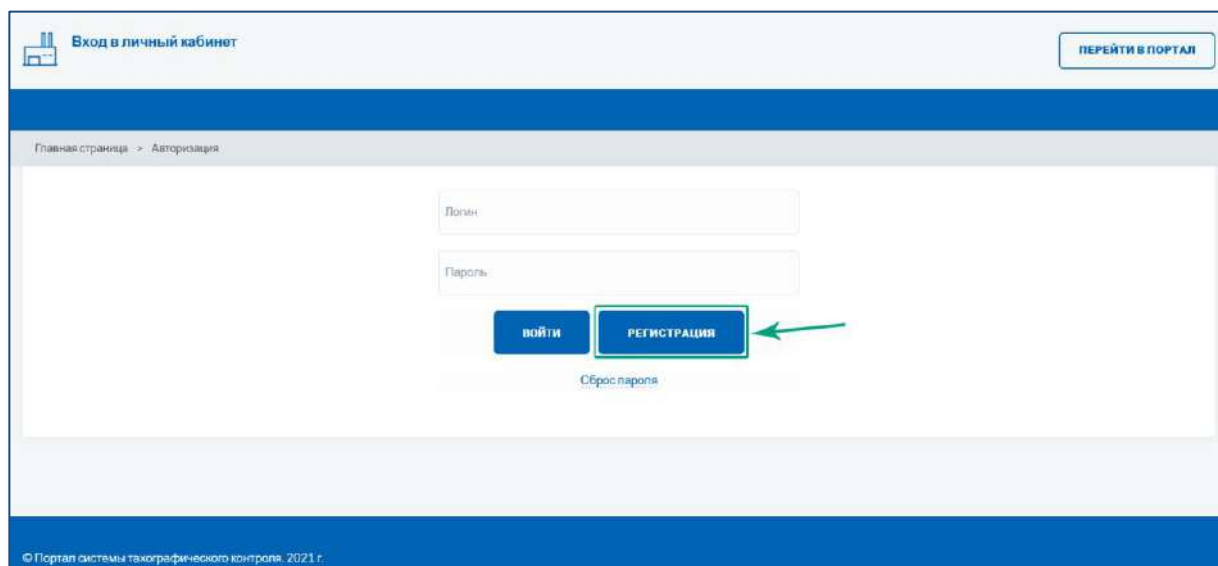 Вход в личный кабинет
ПЕРЕЙТИ В ПОРТАЛ
Главная страница > Авторизация
Логин
Пароль
ВОЙТИ
РЕГИСТРАЦИЯ
Сброс пароля
© Портал системы тахографического контроля. 2021 г.